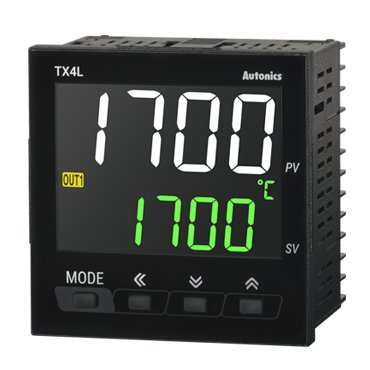 TX4L Autonics
1700 PV
°C
OUT1
1700 SV
MODE «